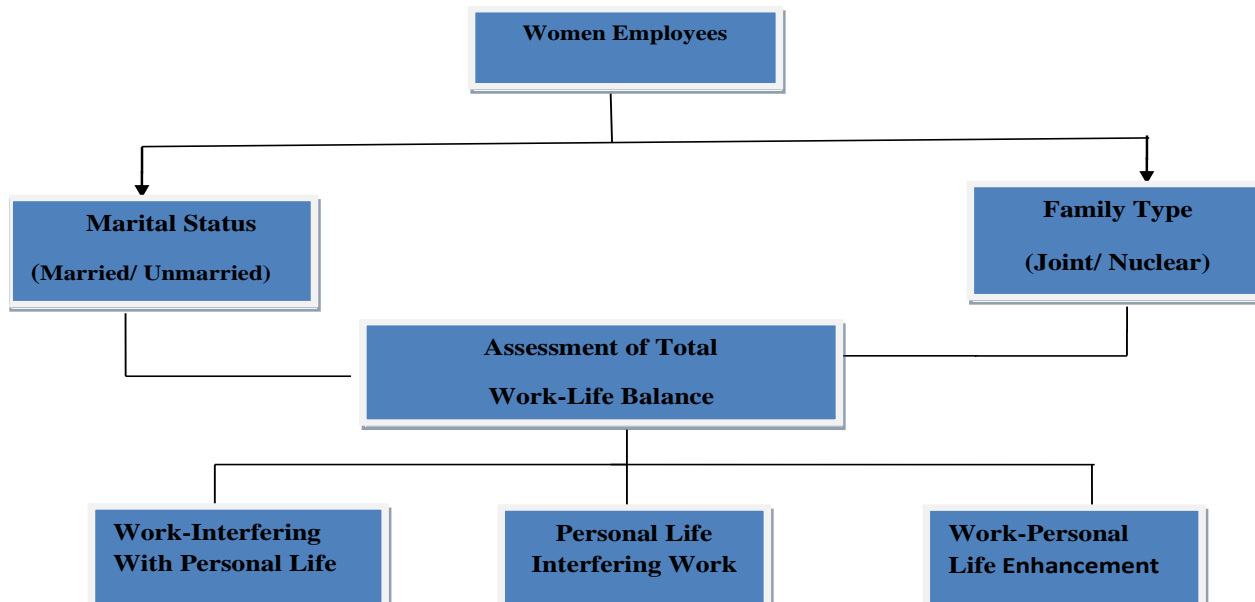 Women Employees
Marital Status
(Married/ Unmarried)
Family Type
(Joint/ Nuclear)
Assessment of Total
Work-Life Balance
Work-Interfering
With Personal Life
Personal Life
Interfering Work
Work-Personal
Life Enhancement